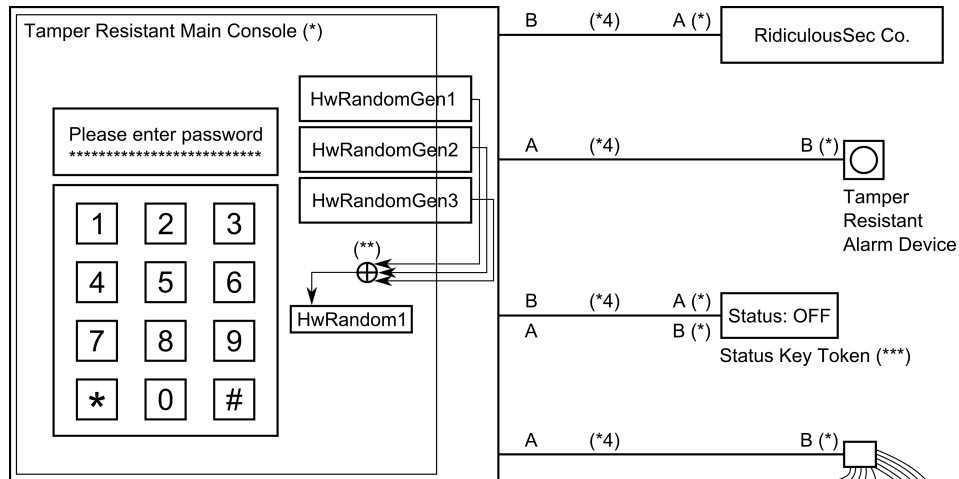 Tamper Resistant Main Console (*)
Please enter password
**************************
1 2 3
4 5 6
7 8 9
* 0 #
HwRandomGen1
HwRandomGen2
HwRandomGen3
(**)
HwRandom1
B (*4) A (*)
RidiculousSec Co.
A (*4) B (*)
Tamper
Resistant
Alarm Device
B (*4) A (*)
A B (*)
Status: OFF
Status Key Token (***)
A (*4) B (*)